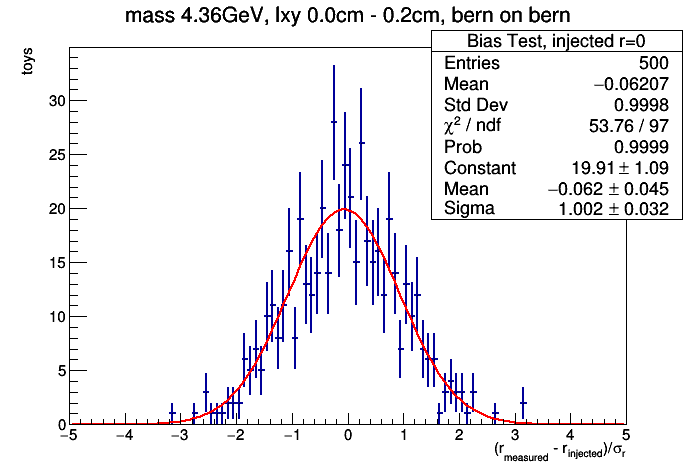 mass 4.36GeV, lxy 0.0cm - 0.2cm, bern on bern
Bias Test, injected r=0
Entries 500
Mean −0.06207
Std Dev 0.9998
χ² / ndf 53.76 / 97
Prob 0.9999
Constant 19.91 ± 1.09
Mean −0.062 ± 0.045
Sigma 1.002 ± 0.032
toys
30
25
20
15
10
5
0
−5 −4 −3 −2 −1 0 1 2 3 4 5
(r_measured - r_injected)/σ_r